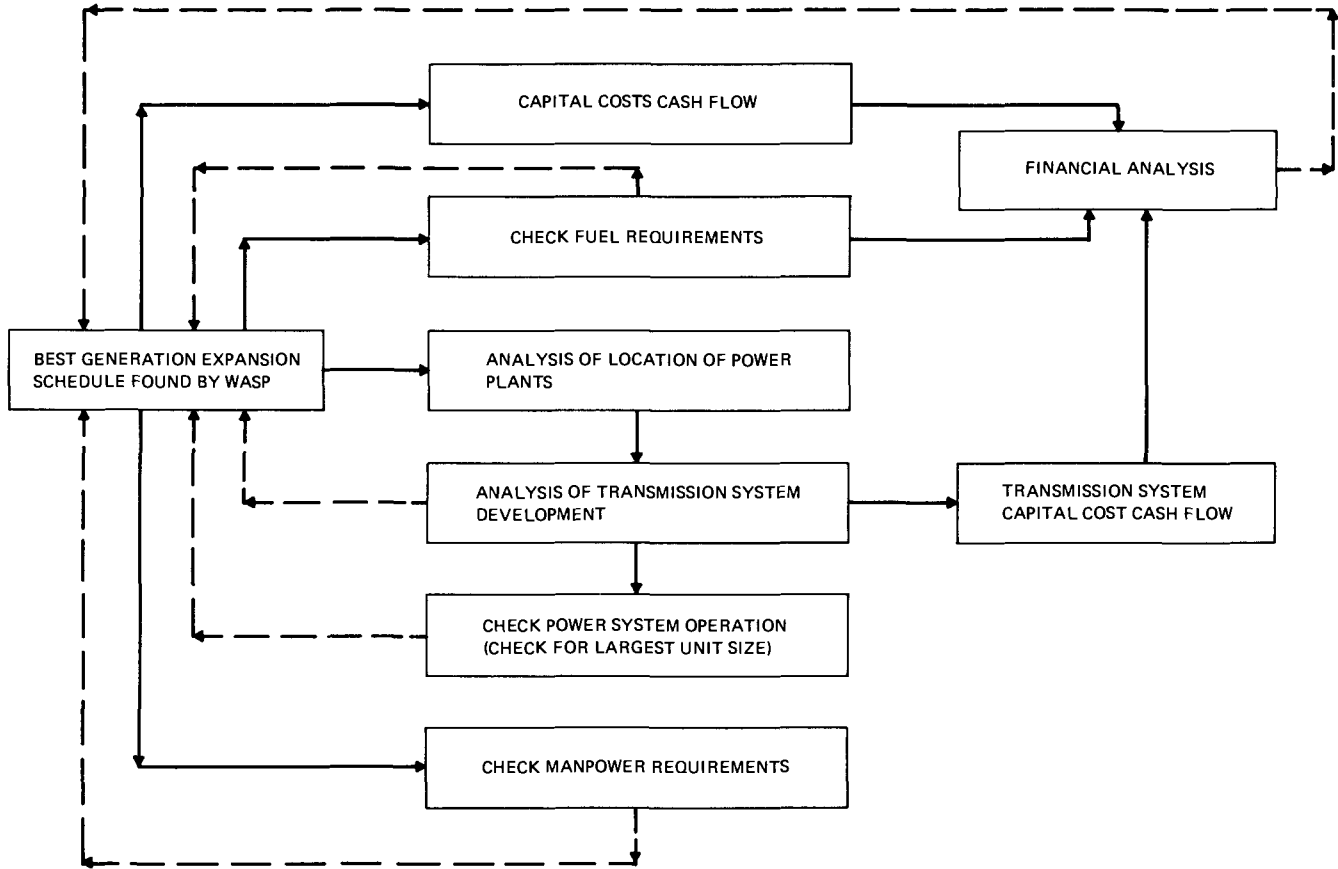 CAPITAL COSTS CASH FLOW
FINANCIAL ANALYSIS
CHECK FUEL REQUIREMENTS
BEST GENERATION EXPANSION
SCHEDULE FOUND BY WASP
ANALYSIS OF LOCATION OF POWER
PLANTS
ANALYSIS OF TRANSMISSION SYSTEM
DEVELOPMENT
TRANSMISSION SYSTEM
CAPITAL COST CASH FLOW
CHECK POWER SYSTEM OPERATION
(CHECK FOR LARGEST UNIT SIZE)
CHECK MANPOWER REQUIREMENTS